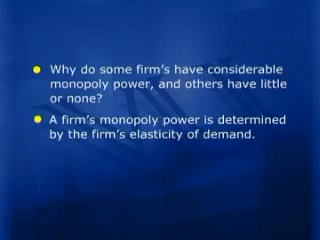 Why do some firm's have considerable
monopoly power, and others have little
or none?
A firm's monopoly power is determined
by the firm's elasticity of demand.